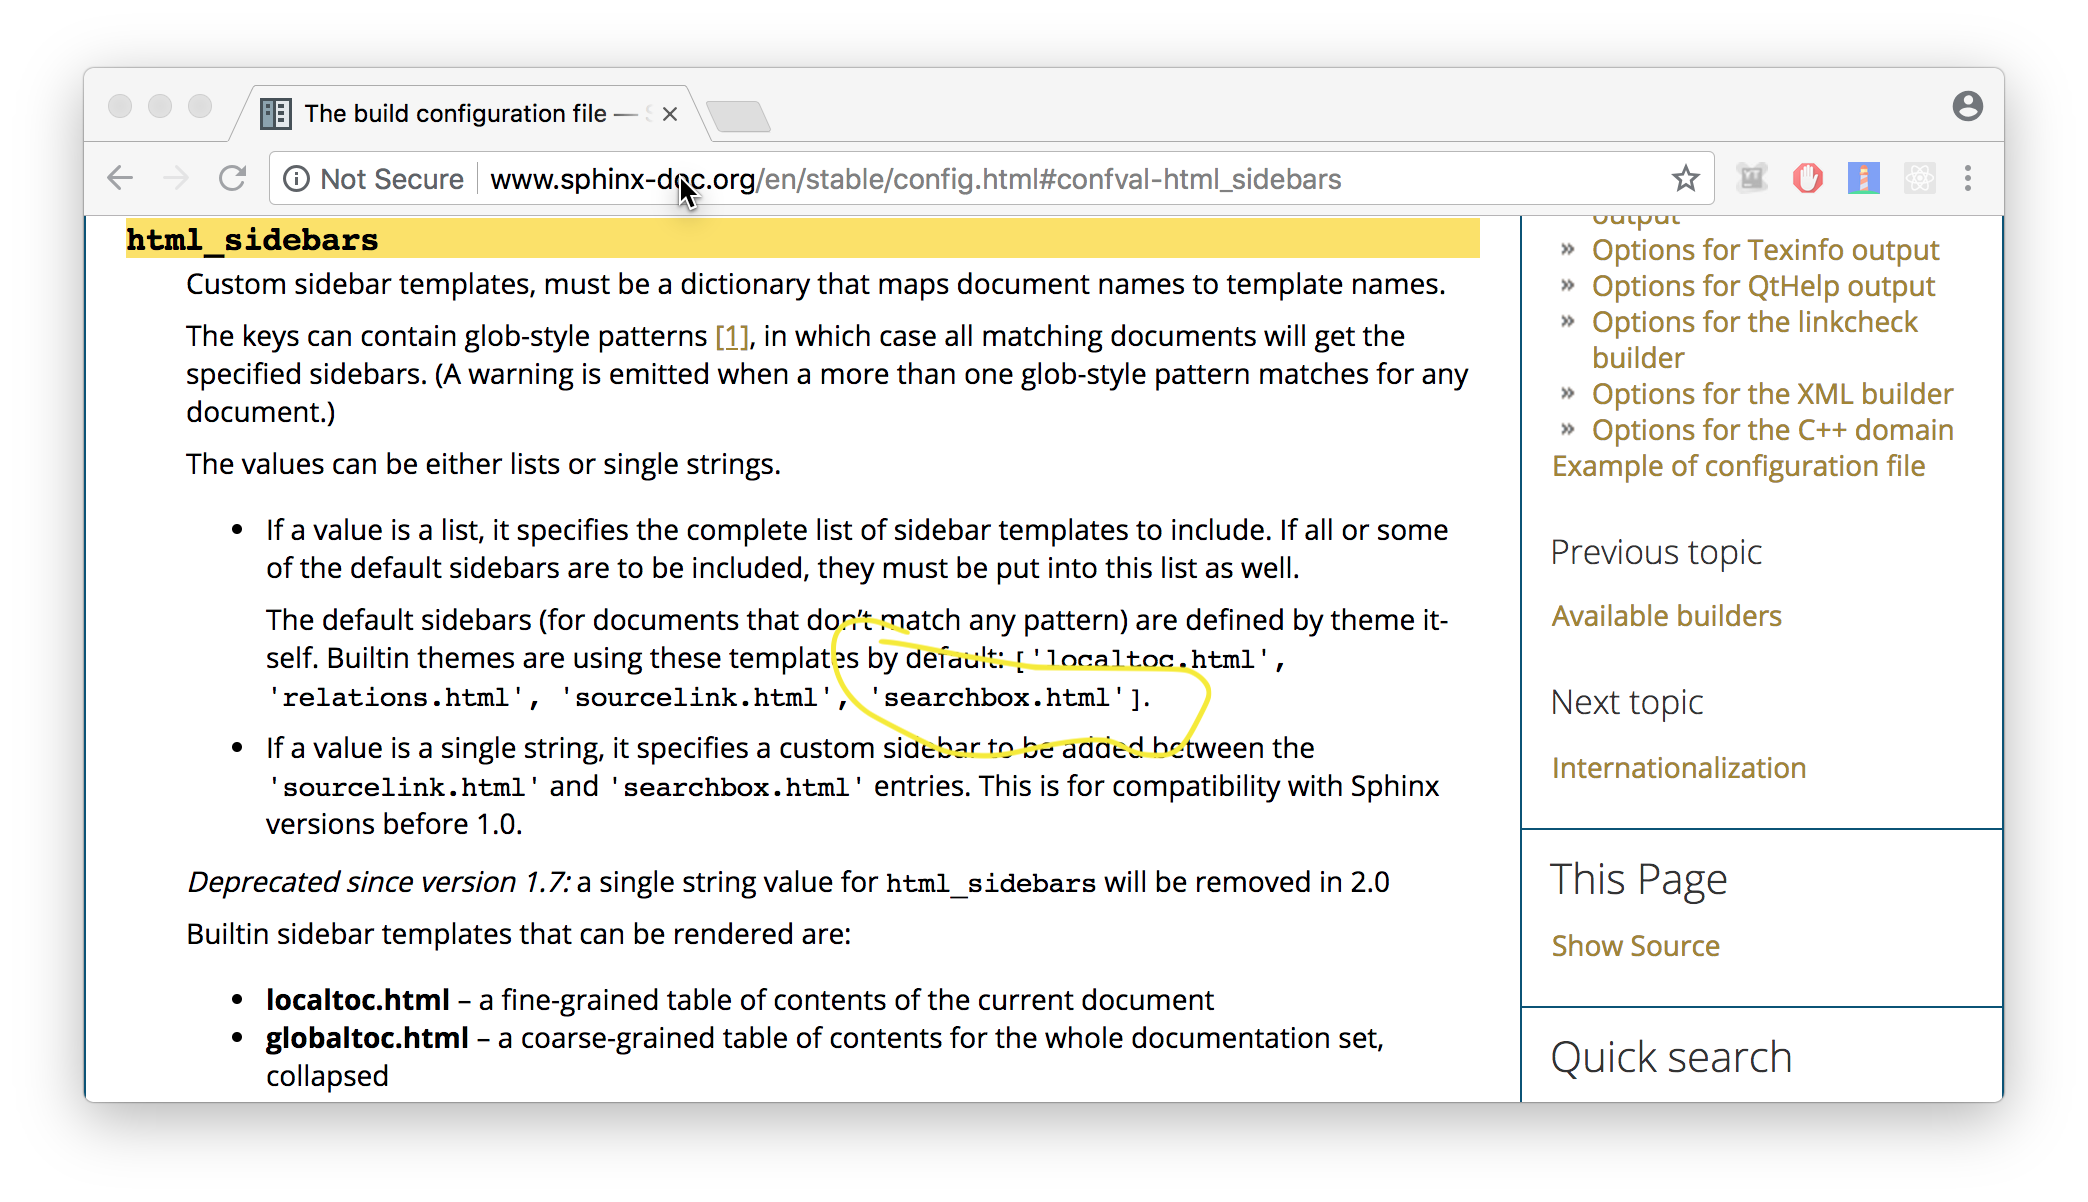 The build configuration file —
Not Secure
www.sphinx-doc.org/en/stable/config.html#confval-html_sidebars
html_sidebars
Custom sidebar templates, must be a dictionary that maps document names to template names.
The keys can contain glob-style patterns [1], in which case all matching documents will get the
specified sidebars. (A warning is emitted when a more than one glob-style pattern matches for any
document.)
The values can be either lists or single strings.
• If a value is a list, it specifies the complete list of sidebar templates to include. If all or some
of the default sidebars are to be included, they must be put into this list as well.
The default sidebars (for documents that don’t match any pattern) are defined by theme it-
self. Builtin themes are using these templates by default: ['localtoc.html',
'relations.html', 'sourcelink.html', 'searchbox.html'].
• If a value is a single string, it specifies a custom sidebar to be added between the
'sourcelink.html' and 'searchbox.html' entries. This is for compatibility with Sphinx
versions before 1.0.
Deprecated since version 1.7: a single string value for html_sidebars will be removed in 2.0
Builtin sidebar templates that can be rendered are:
• localtoc.html – a fine-grained table of contents of the current document
• globaltoc.html – a coarse-grained table of contents for the whole documentation set,
collapsed
output
» Options for Texinfo output
» Options for QtHelp output
» Options for the linkcheck
builder
» Options for the XML builder
» Options for the C++ domain
Example of configuration file
Previous topic
Available builders
Next topic
Internationalization
This Page
Show Source
Quick search